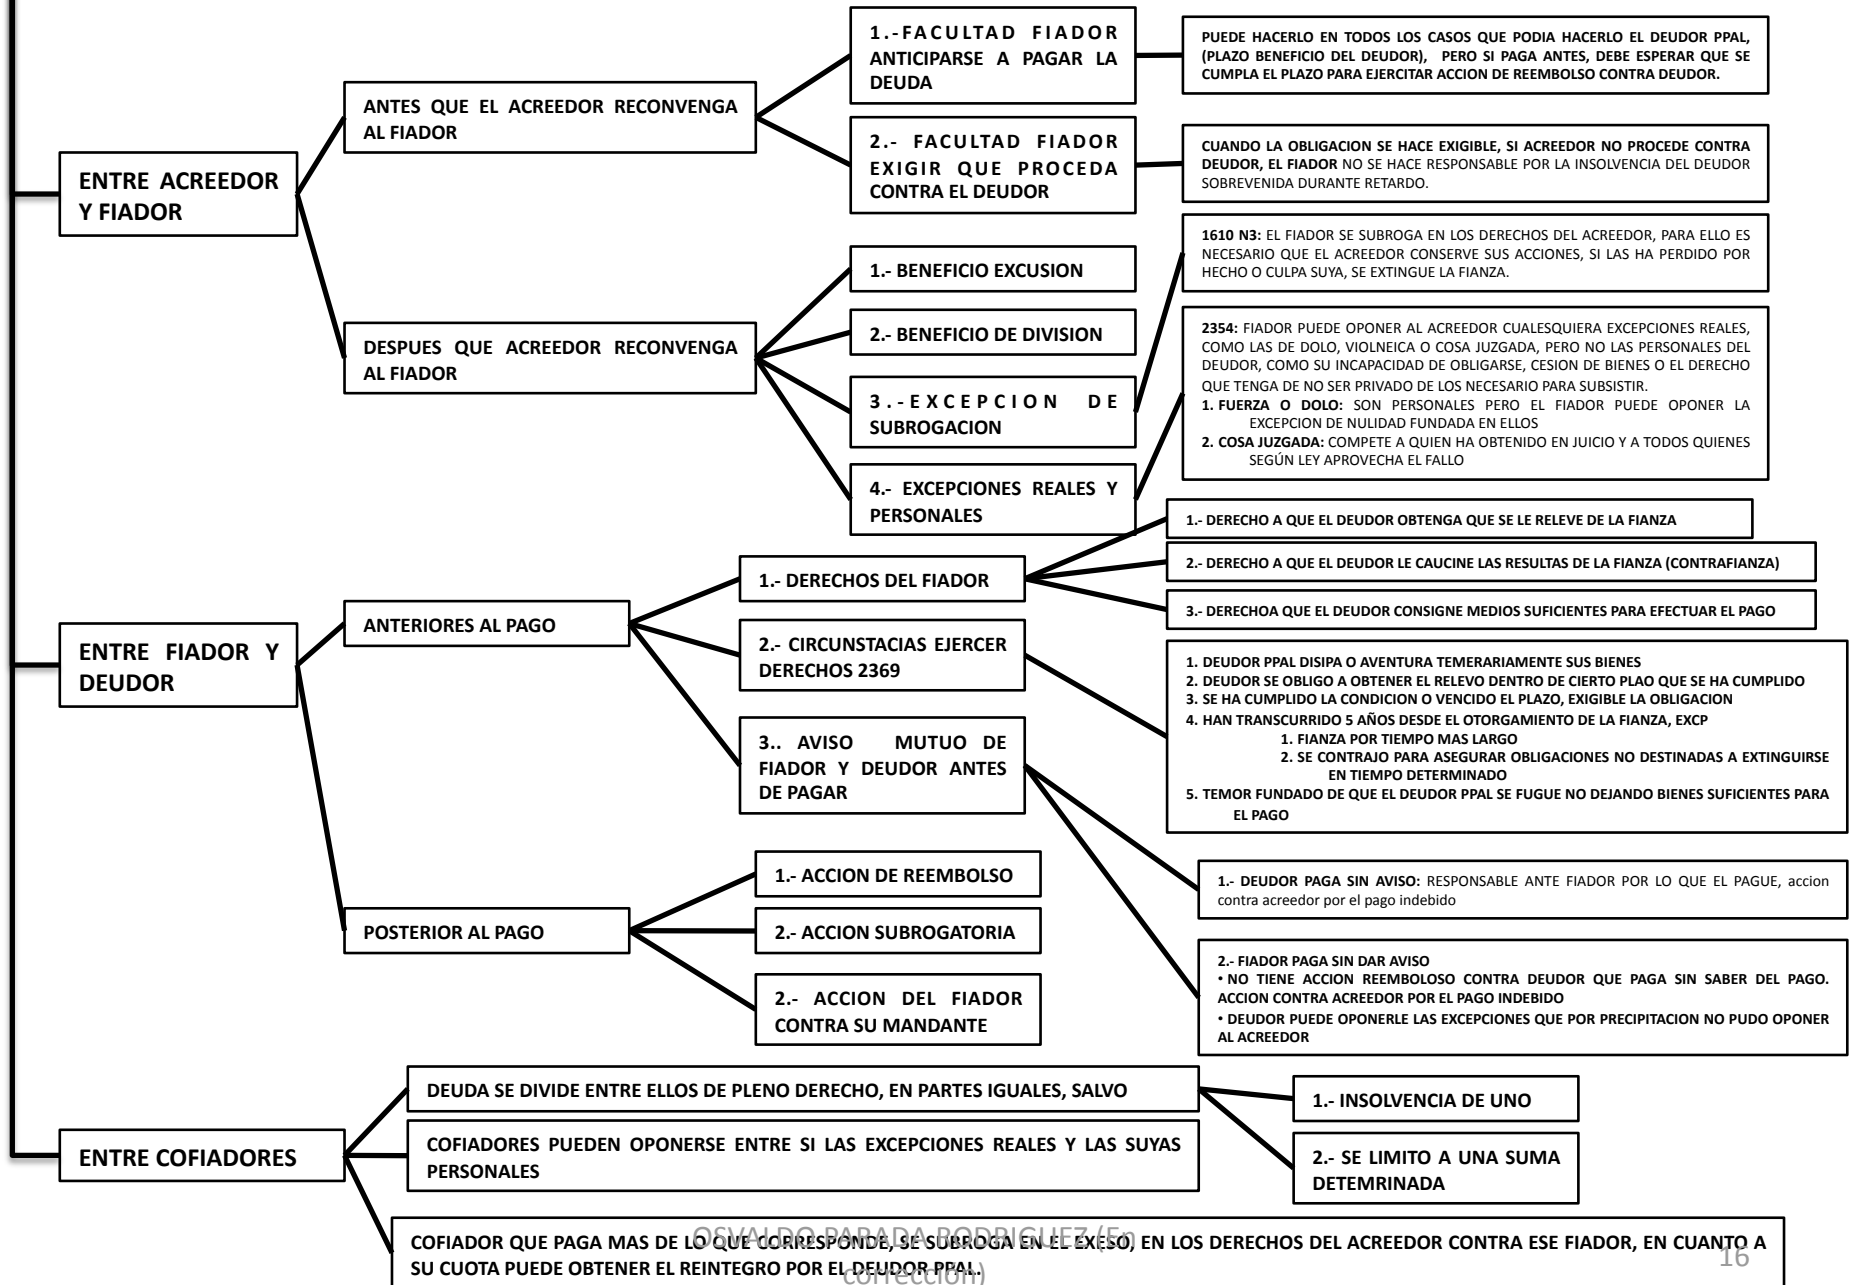 ENTRE ACREEDOR
Y FIADOR
ANTES QUE EL ACREEDOR RECONVENGA
AL FIADOR
1.-FACULTAD FIADOR
ANTICIPARSE A PAGAR LA
DEUDA
PUEDE HACERLO EN TODOS LOS CASOS QUE PODIA HACERLO EL DEUDOR PPAL,
(PLAZO BENEFICIO DEL DEUDOR), PERO SI PAGA ANTES, DEBE ESPERAR QUE SE
CUMPLA EL PLAZO PARA EJERCITAR ACCION DE REEMBOLSO CONTRA DEUDOR.
2.- FACULTAD FIADOR
EXIGIR QUE PROCEDA
CONTRA EL DEUDOR
CUANDO LA OBLIGACION SE HACE EXIGIBLE, SI ACREEDOR NO PROCEDE CONTRA
DEUDOR, EL FIADOR NO SE HACE RESPONSABLE POR LA INSOLVENCIA DEL DEUDOR
SOBREVENIDA DURANTE RETARDO.
DESPUES QUE ACREEDOR RECONVENGA
AL FIADOR
1.- BENEFICIO EXCUSION
2.- BENEFICIO DE DIVISION
3.-EXCEPCION DE
SUBROGACION
1610 N3: EL FIADOR SE SUBROGA EN LOS DERECHOS DEL ACREEDOR, PARA ELLO ES
NECESARIO QUE EL ACREEDOR CONSERVE SUS ACCIONES, SI LAS HA PERDIDO POR
HECHO O CULPA SUYA, SE EXTINGUE LA FIANZA.
4.- EXCEPCIONES REALES Y
PERSONALES
2354: FIADOR PUEDE OPONER AL ACREEDOR CUALESQUIERA EXCEPCIONES REALES,
COMO LAS DE DOLO, VIOLNEICA O COSA JUZGADA, PERO NO LAS PERSONALES DEL
DEUDOR, COMO SU INCAPACIDAD DE OBLIGARSE, CESION DE BIENES O EL DERECHO
QUE TENGA DE NO SER PRIVADO DE LOS NECESARIO PARA SUBSISTIR.
1. FUERZA O DOLO: SON PERSONALES PERO EL FIADOR PUEDE OPONER LA
EXCEPCION DE NULIDAD FUNDADA EN ELLOS
2. COSA JUZGADA: COMPETE A QUIEN HA OBTENIDO EN JUICIO Y A TODOS QUIENES
SEGÚN LEY APROVECHA EL FALLO
ENTRE FIADOR Y
DEUDOR
ANTERIORES AL PAGO
1.- DERECHOS DEL FIADOR
1.- DERECHO A QUE EL DEUDOR OBTENGA QUE SE LE RELEVE DE LA FIANZA
2.- DERECHO A QUE EL DEUDOR LE CAUCINE LAS RESULTAS DE LA FIANZA (CONTRAFIANZA)
3.- DERECHOA QUE EL DEUDOR CONSIGNE MEDIOS SUFICIENTES PARA EFECTUAR EL PAGO
2.- CIRCUNSTACIAS EJERCER
DERECHOS 2369
1. DEUDOR PPAL DISIPA O AVENTURA TEMERARIAMENTE SUS BIENES
2. DEUDOR SE OBLIGO A OBTENER EL RELEVO DENTRO DE CIERTO PLAO QUE SE HA CUMPLIDO
3. SE HA CUMPLIDO LA CONDICION O VENCIDO EL PLAZO, EXIGIBLE LA OBLIGACION
4. HAN TRANSCURRIDO 5 AÑOS DESDE EL OTORGAMIENTO DE LA FIANZA, EXCP
1. FIANZA POR TIEMPO MAS LARGO
2. SE CONTRAJO PARA ASEGURAR OBLIGACIONES NO DESTINADAS A EXTINGUIRSE
EN TIEMPO DETERMINADO
5. TEMOR FUNDADO DE QUE EL DEUDOR PPAL SE FUGUE NO DEJANDO BIENES SUFICIENTES PARA
EL PAGO
3.. AVISO MUTUO DE
FIADOR Y DEUDOR ANTES
DE PAGAR
1.- DEUDOR PAGA SIN AVISO: RESPONSABLE ANTE FIADOR POR LO QUE EL PAGUE, accion
contra acreedor por el pago indebido
2.- FIADOR PAGA SIN DAR AVISO
• NO TIENE ACCION REEMBOLOSO CONTRA DEUDOR QUE PAGA SIN SABER DEL PAGO.
ACCION CONTRA ACREEDOR POR EL PAGO INDEBIDO
• DEUDOR PUEDE OPONERLE LAS EXCEPCIONES QUE POR PRECIPITACION NO PUDO OPONER
AL ACREEDOR
POSTERIOR AL PAGO
1.- ACCION DE REEMBOLSO
2.- ACCION SUBROGATORIA
2.- ACCION DEL FIADOR
CONTRA SU MANDANTE
ENTRE COFIADORES
DEUDA SE DIVIDE ENTRE ELLOS DE PLENO DERECHO, EN PARTES IGUALES, SALVO
1.- INSOLVENCIA DE UNO
2.- SE LIMITO A UNA SUMA
DETEMRINADA
COFIADORES PUEDEN OPONERSE ENTRE SI LAS EXCEPCIONES REALES Y LAS SUYAS
PERSONALES
COFIADOR QUE PAGA MAS DE LO QUE CORRESPONDE, SE SUBROGA EN EL EXESO, EN LOS DERECHOS DEL ACREEDOR CONTRA ESE FIADOR, EN CUANTO A
SU CUOTA PUEDE OBTENER EL REINTEGRO POR EL DEUDOR PPAL.
OSVALDO PARADA RODRIGUEZ (En
correccion)
16